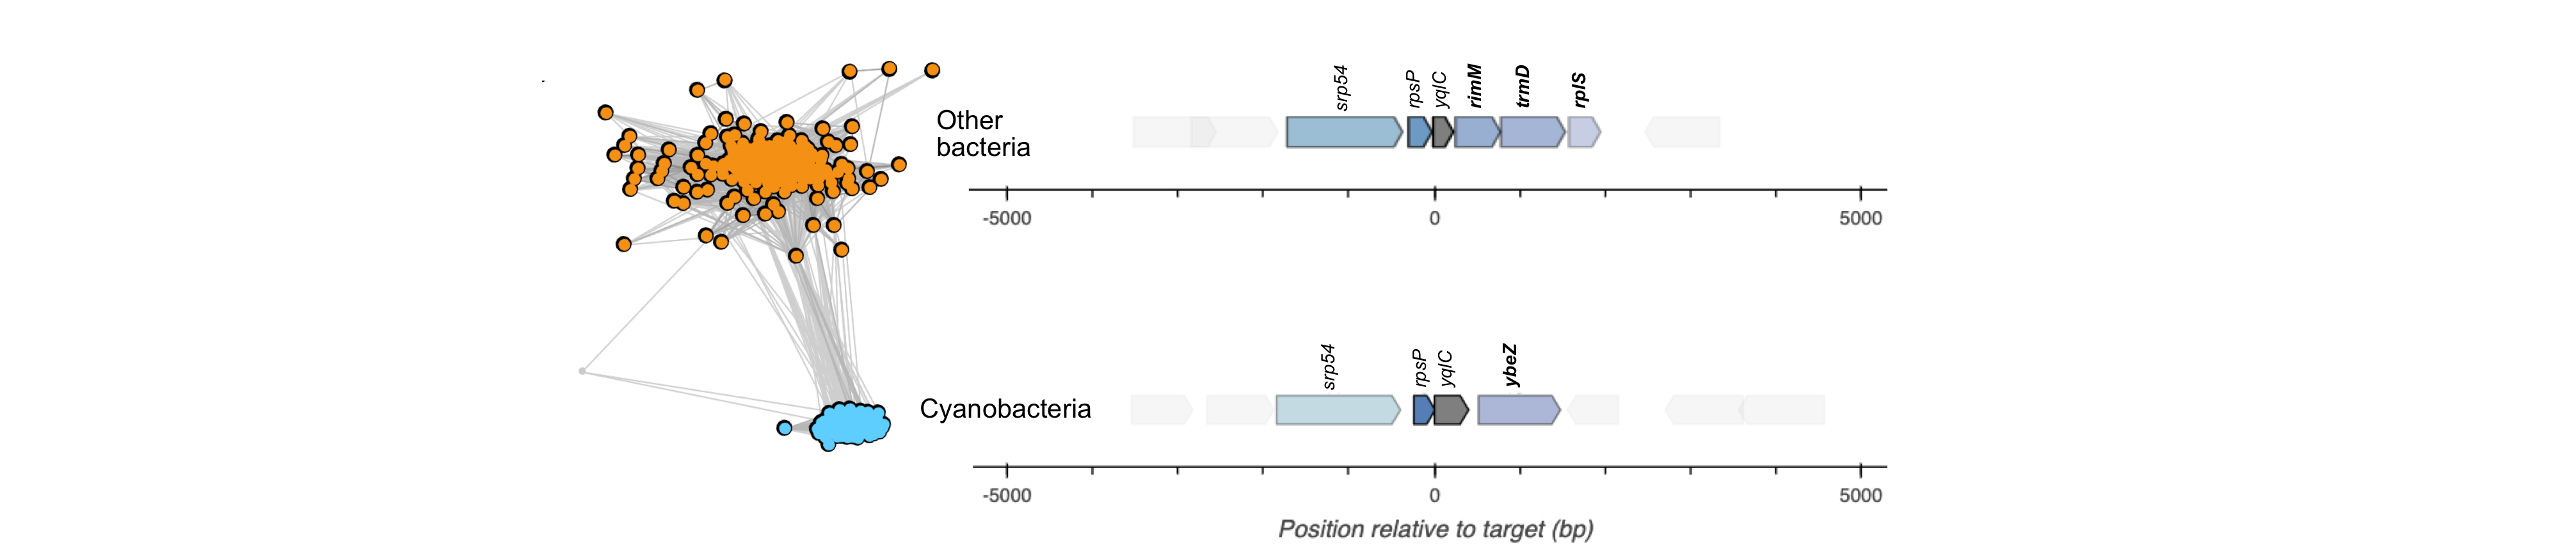 srp54 rpsP yqlC rimM trmD rplS
Other
bacteria
-5000 0 5000
srp54 rpsP yqlC ybeZ
Cyanobacteria
-5000 0 5000
Position relative to target (bp)